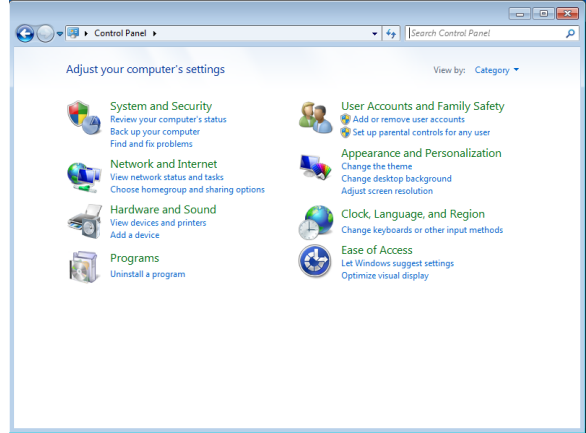 Control Panel
Search Control Panel
Adjust your computer's settings
View by: Category
System and Security
Review your computer's status
Back up your computer
Find and fix problems
Network and Internet
View network status and tasks
Choose homegroup and sharing options
Hardware and Sound
View devices and printers
Add a device
Programs
Uninstall a program
User Accounts and Family Safety
Add or remove user accounts
Set up parental controls for any user
Appearance and Personalization
Change the theme
Change desktop background
Adjust screen resolution
Clock, Language, and Region
Change keyboards or other input methods
Ease of Access
Let Windows suggest settings
Optimize visual display